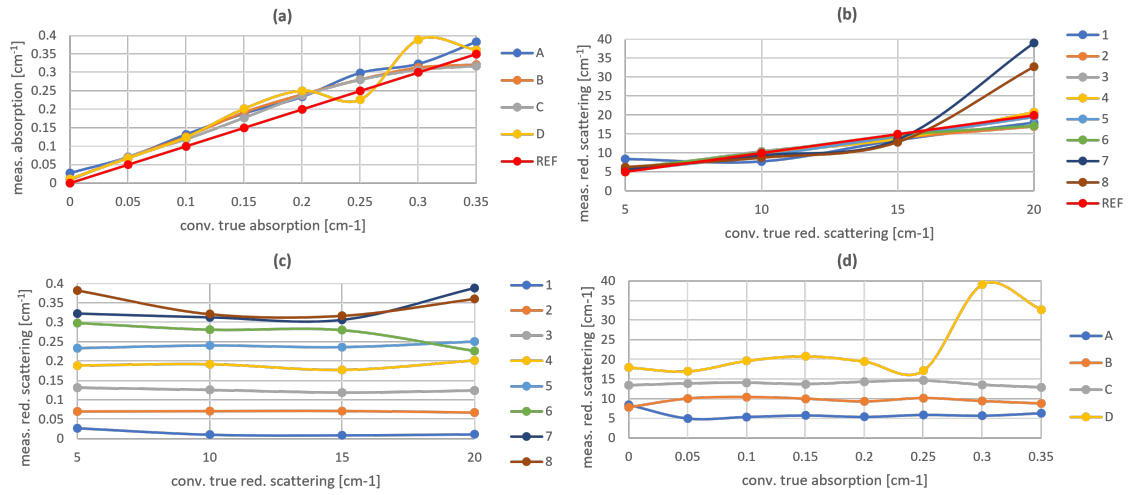 (a)
0.4
0.35
0.3
0.25
0.2
0.15
0.1
0.05
0
0 0.05 0.1 0.15 0.2 0.25 0.3 0.35
meas. absorption [cm-1]
conv. true absorption [cm-1]
A
B
C
D
REF
(b)
40
35
30
25
20
15
10
5
0
5 10 15 20
meas. red. scattering [cm-1]
conv. true red. scattering [cm-1]
1
2
3
4
5
6
7
8
REF
(c)
0.4
0.35
0.3
0.25
0.2
0.15
0.1
0.05
0
5 10 15 20
meas. red. scattering [cm-1]
conv. true red. scattering [cm-1]
1
2
3
4
5
6
7
8
(d)
40
35
30
25
20
15
10
5
0
0 0.05 0.1 0.15 0.2 0.25 0.3 0.35
meas. red. scattering [cm-1]
conv. true absorption [cm-1]
A
B
C
D